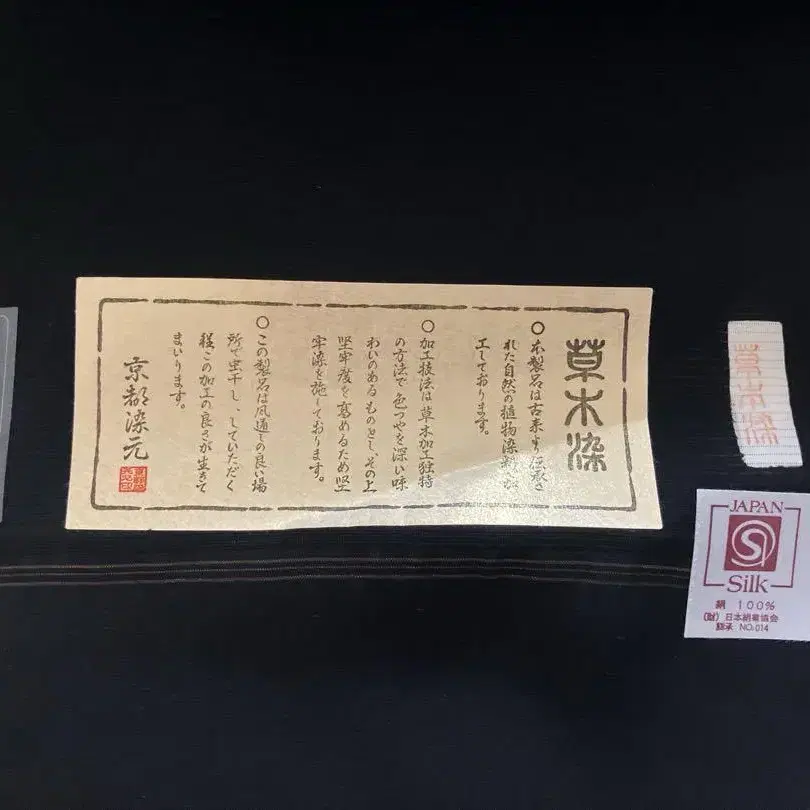 草木染
○本製品は古来より伝承さ
れた自然の植物染料で加
工しております。
○加工技法は草木加工独特
の方法で色つやを深い味
わいのあるものとし、その上
堅牢度を高めるため堅
牢染を施しております。
○この製品は風通しの良い場
所で虫干し、していただく
程この加工の良さが生きて
まいります。
京都染元
草木染
JAPAN
Silk
絹 100%
(財)日本絹業協会
承 NO.014